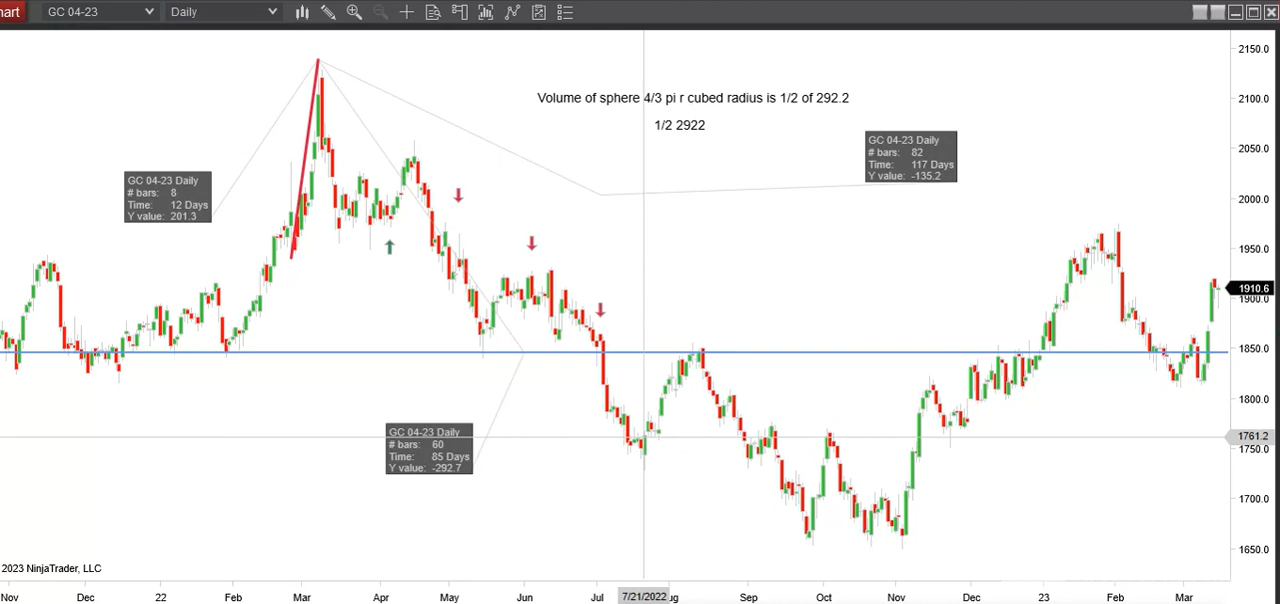 hart
GC 04-23
Daily
2150.0
Volume of sphere 4/3 pi r cubed radius is 1/2 of 292.2
2100.0
1/2 2922
GC 04-23 Daily
# bars: 82
Time: 117 Days
Y value: -135.2
2050.0
GC 04-23 Daily
# bars: 8
Time: 12 Days
Y value: 201.3
2000.0
1950.0
1910.6
1900.0
1850.0
1800.0
GC 04-23 Daily
# bars: 60
Time: 85 Days
Y value: -292.7
1761.2
1750.0
1700.0
1650.0
2023 NinjaTrader, LLC
Nov Dec 22 Feb Mar Apr May Jun Jul 7/21/2022 ug Sep Oct Nov Dec 23 Feb Mar